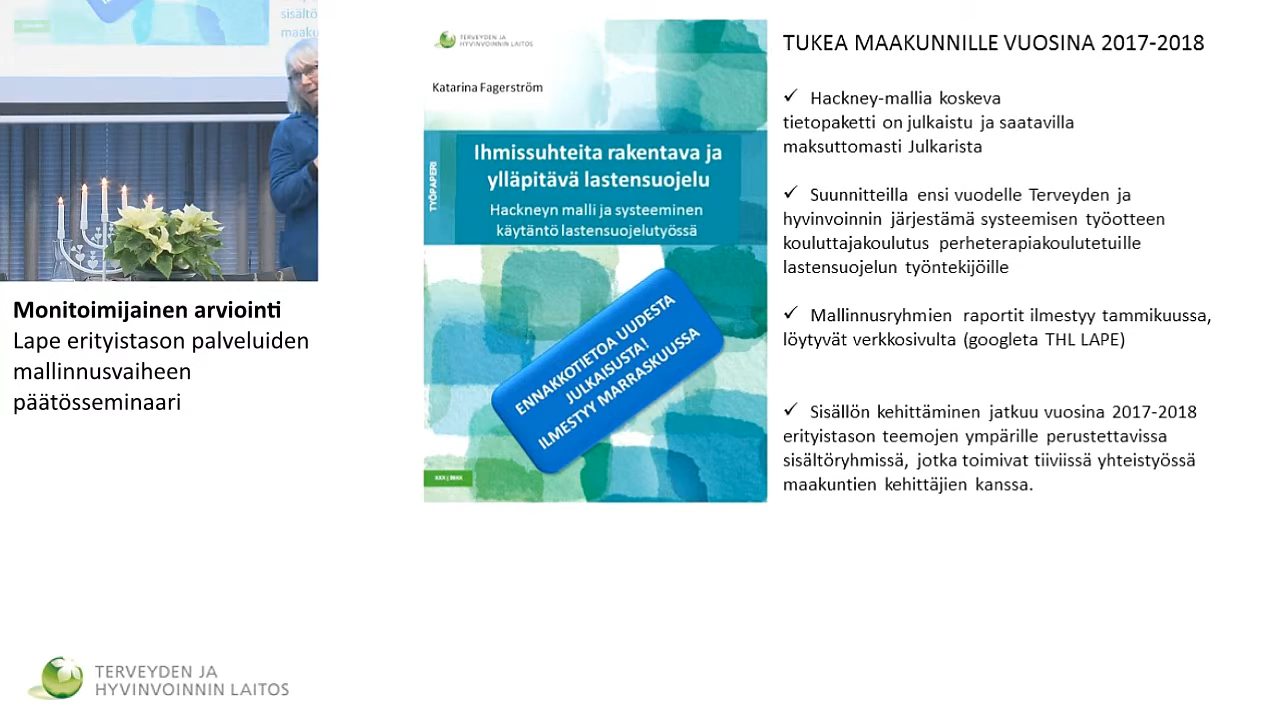 sisältö
maaku
Monitoimijainen arviointi
Lape erityistason palveluiden
mallinnusvaiheen
päätösseminaari
TERVEYDEN JA
HYVINVOINNIN LAITOS
Katarina Fagerström
TYÖPAPERI
Ihmissuhteita rakentava ja
ylläpitävä lastensuojelu
Hackneyn malli ja systeeminen
käytäntö lastensuojelutyössä
ENNAKKOTIETOA UUDESTA
JULKAISUSTA!
ILMESTYY MARRASKUUSSA
TUKEA MAAKUNNILLE VUOSINA 2017-2018
✓ Hackney-mallia koskeva
tietopaketti on julkaistu ja saatavilla
maksuttomasti Julkarista
✓ Suunnitteilla ensi vuodelle Terveyden ja
hyvinvoinnin järjestämä systeemisen työotteen
kouluttajakoulutus perheterapiakoulutetuille
lastensuojelun työntekijöille
✓ Mallinnusryhmien raportit ilmestyy tammikuussa,
löytyvät verkkosivulta (googleta THL LAPE)
✓ Sisällön kehittäminen jatkuu vuosina 2017-2018
erityistason teemojen ympärille perustettavissa
sisältöryhmissä, jotka toimivat tiiviissä yhteistyössä
maakuntien kehittäjien kanssa.
TERVEYDEN JA
HYVINVOINNIN LAITOS